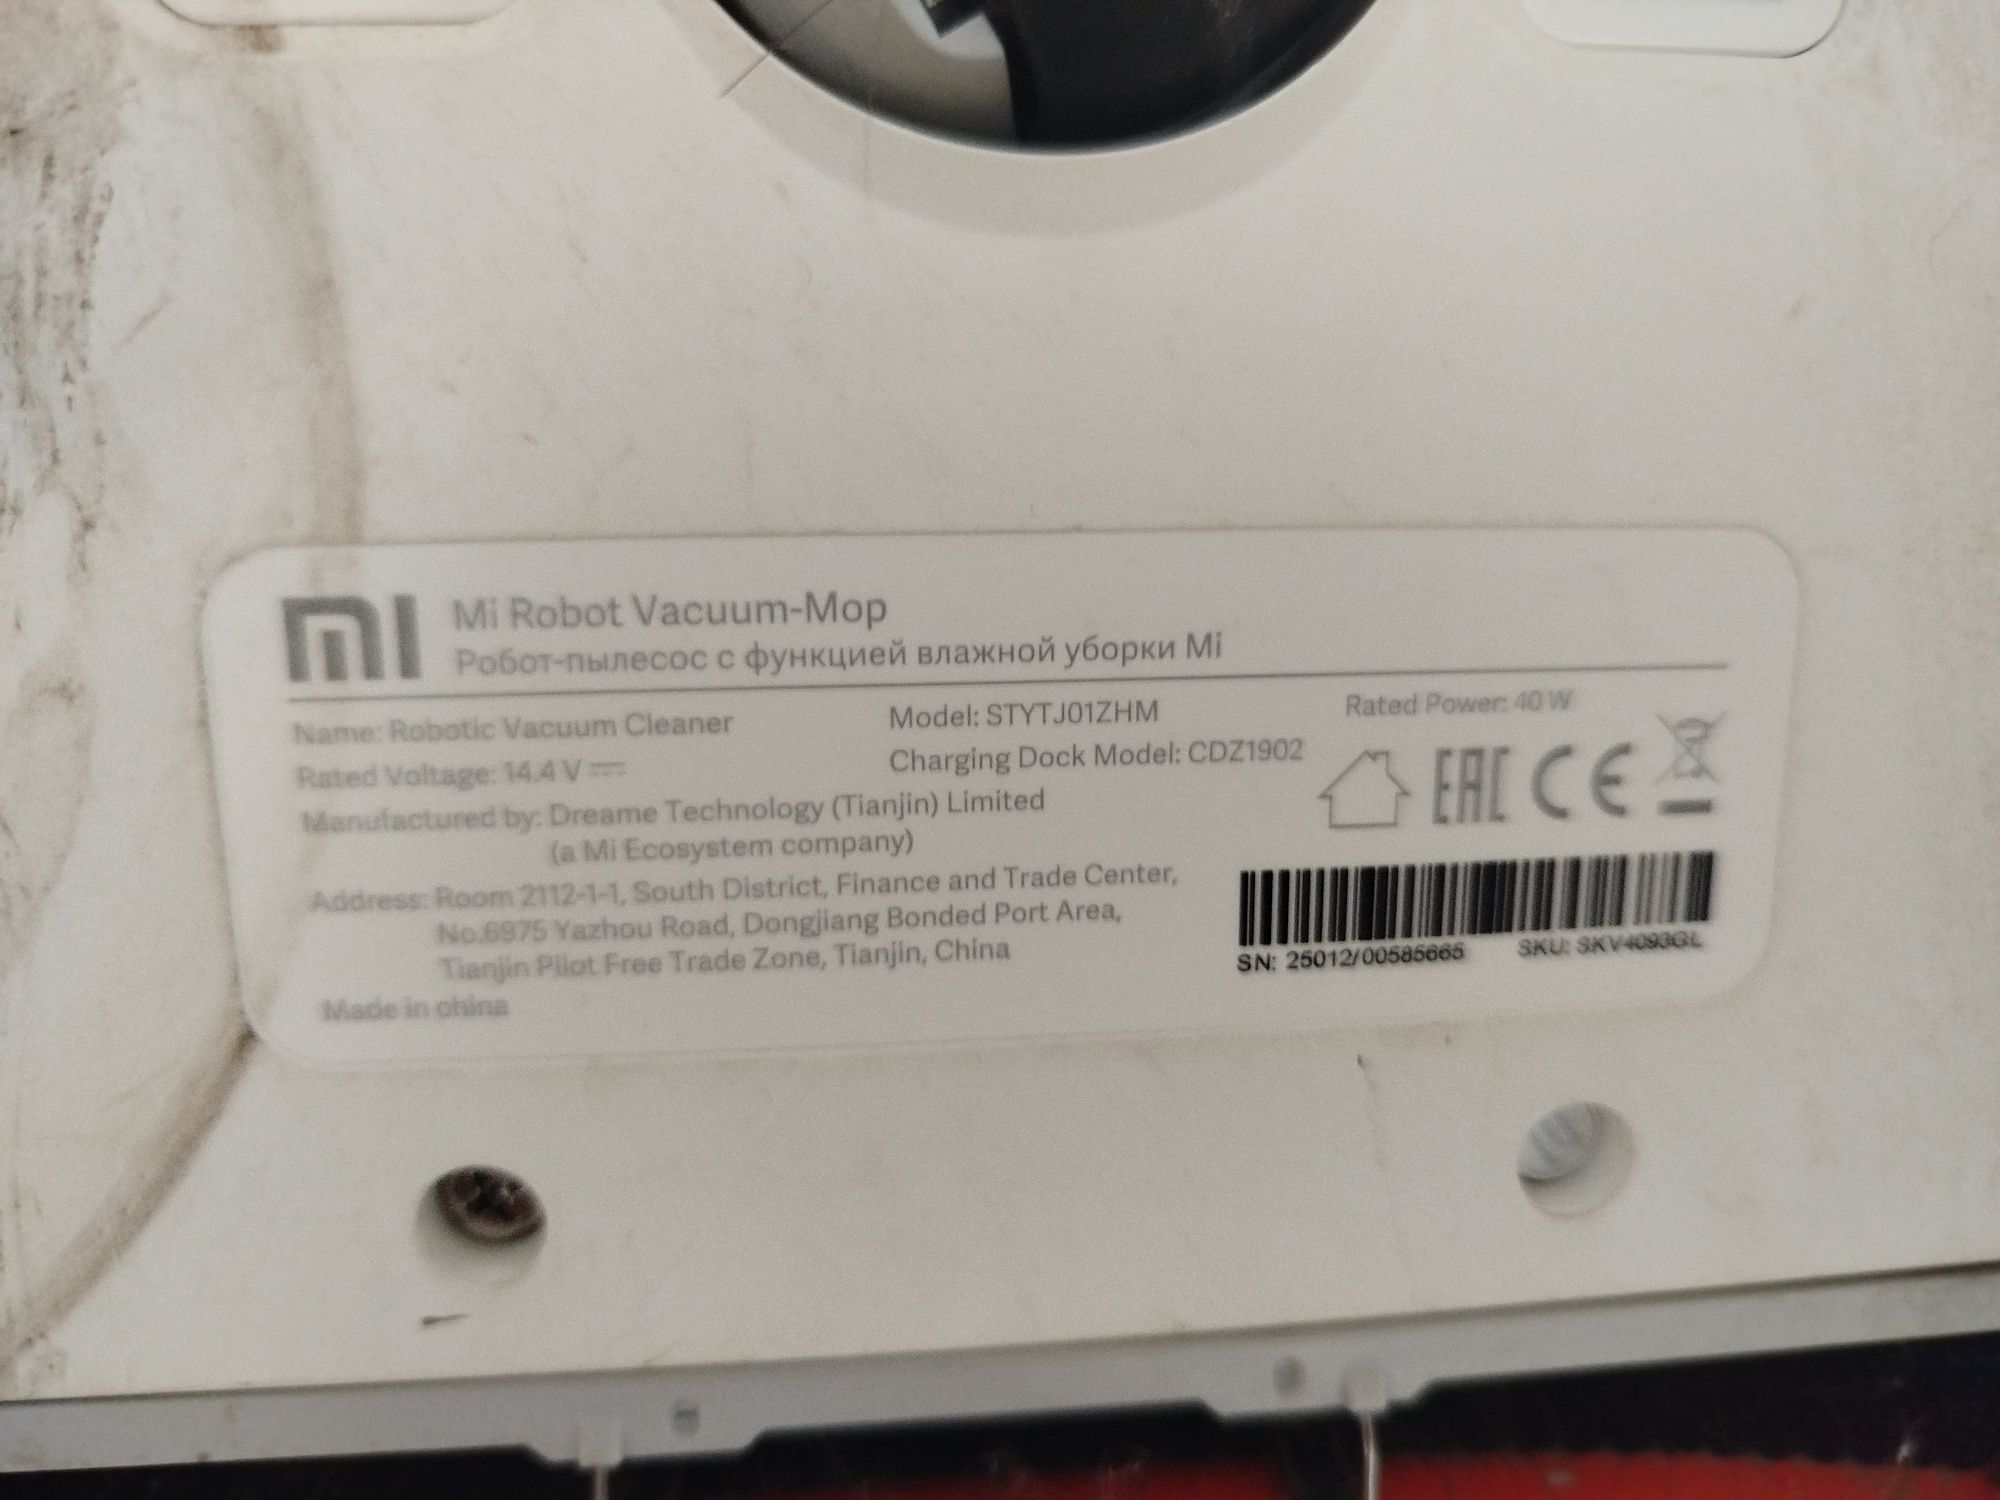 mi
Mi Robot Vacuum-Mop
Робот-пылесос с функцией влажной уборки Mi
Name: Robotic Vacuum Cleaner
Model: STYTJ01ZHM
Rated Power: 40 W
Rated Voltage: 14.4 V
Charging Dock Model: CDZ1902
Manufactured by: Dreame Technology (Tianjin) Limited
(a Mi Ecosystem company)
EAC CE
Address: Room 2112-1-1, South District, Finance and Trade Center,
No.6975 Yazhou Road, Dongjiang Bonded Port Area,
Tianjin Pilot Free Trade Zone, Tianjin, China
SN: 25012/00585665 SKU: SKV4093GL
Made in china